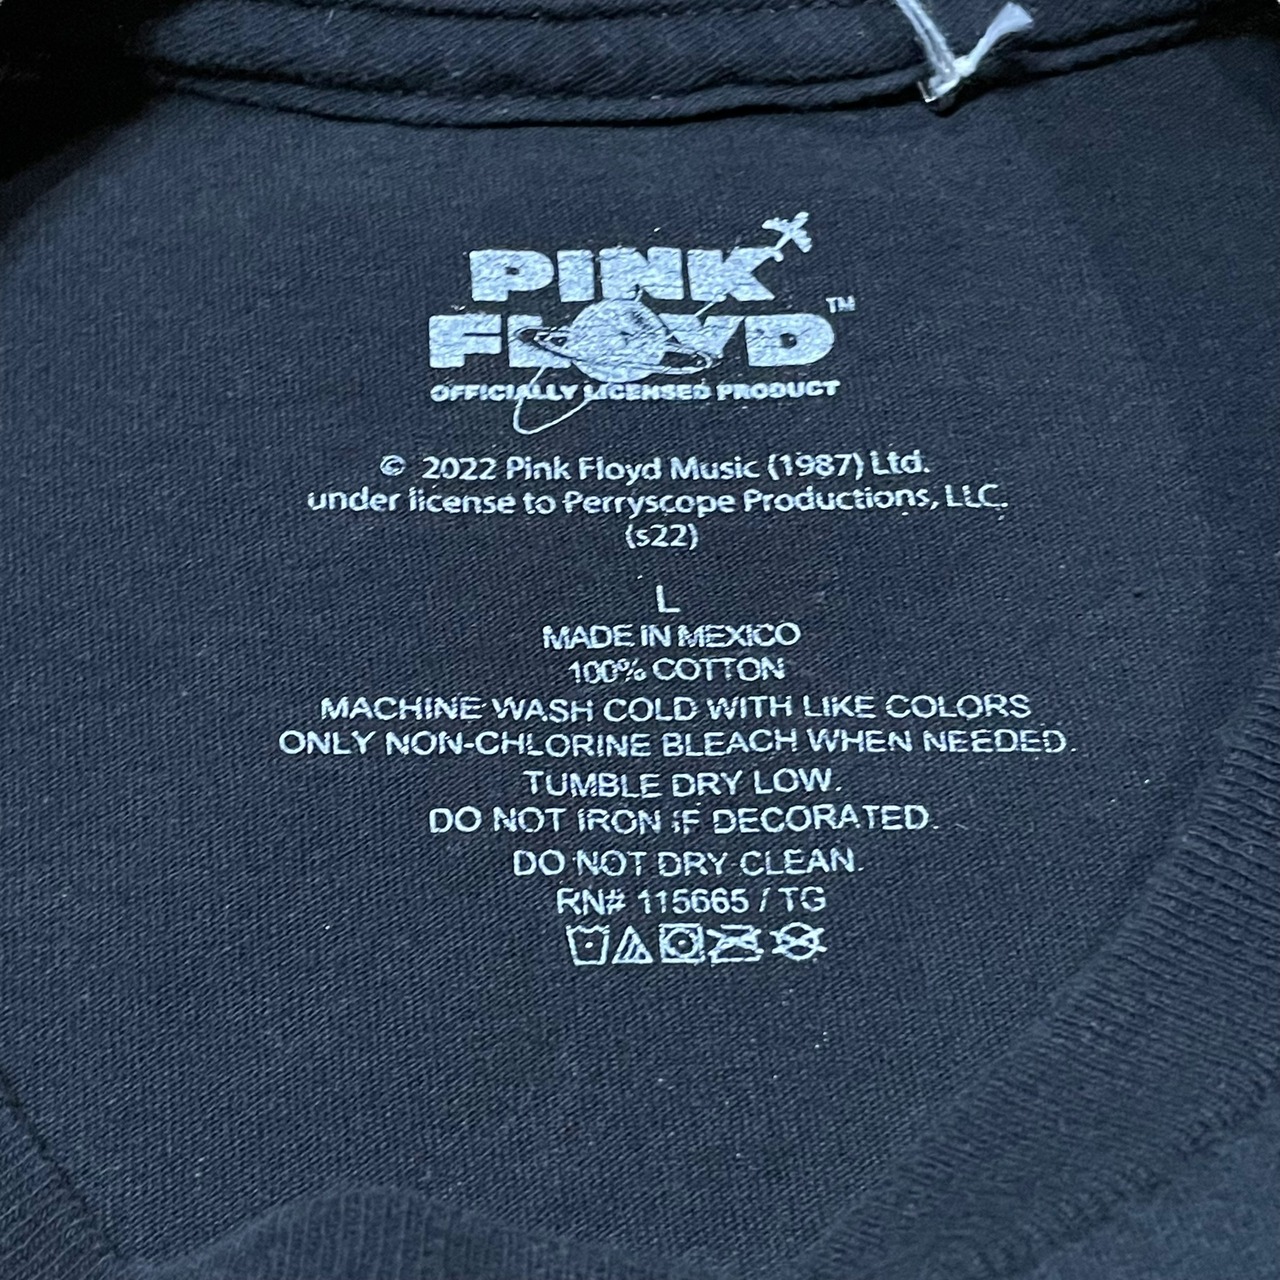 PINK
FLOYD™
OFFICIALLY LICENSED PRODUCT
© 2022 Pink Floyd Music (1987) Ltd.
under license to Perryscope Productions, LLC.
(s22)
L
MADE IN MEXICO
100% COTTON
MACHINE WASH COLD WITH LIKE COLORS
ONLY NON-CHLORINE BLEACH WHEN NEEDED.
TUMBLE DRY LOW.
DO NOT IRON IF DECORATED.
DO NOT DRY CLEAN.
RN# 115665 / TG